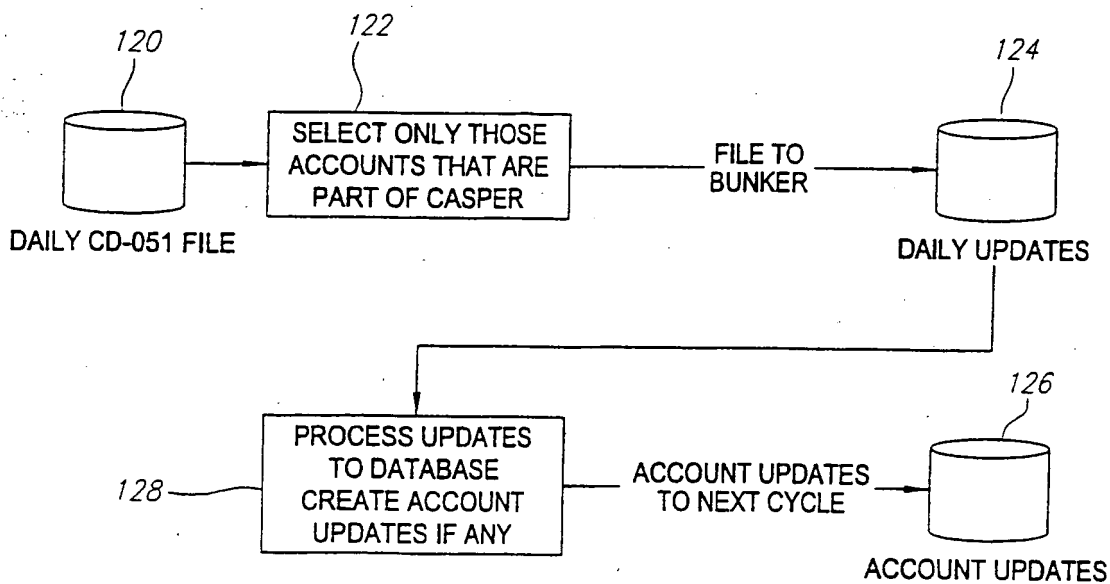 120
122
124
SELECT ONLY THOSE
ACCOUNTS THAT ARE
PART OF CASPER
FILE TO
BUNKER
DAILY CD-051 FILE
DAILY UPDATES
126
PROCESS UPDATES
TO DATABASE
CREATE ACCOUNT
UPDATES IF ANY
128
ACCOUNT UPDATES
TO NEXT CYCLE
ACCOUNT UPDATES